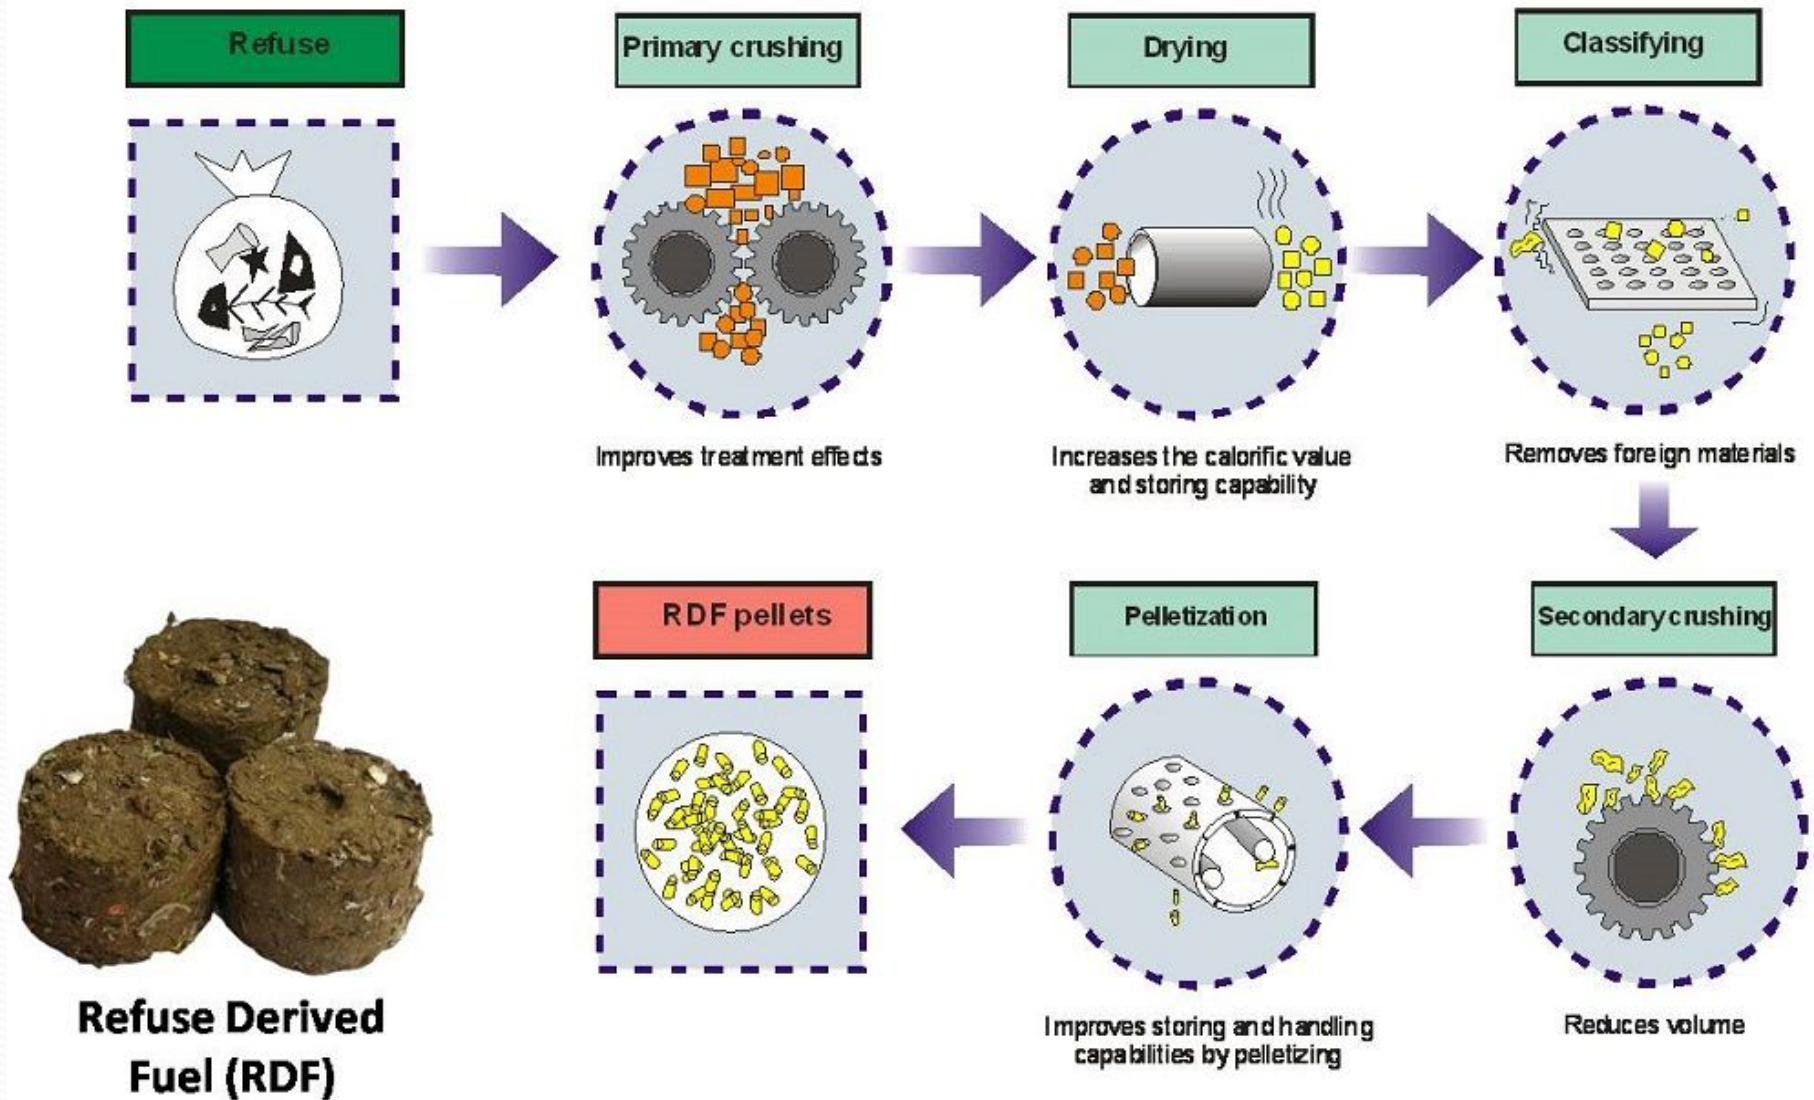 Refuse
Primary crushing
Drying
Classifying
Improves treatment effects
Increases the calorific value
and storing capability
Removes foreign materials
RDF pellets
Pelletization
Secondary crushing
Improves storing and handling
capabilities by pelletizing
Reduces volume
Refuse Derived
Fuel (RDF)